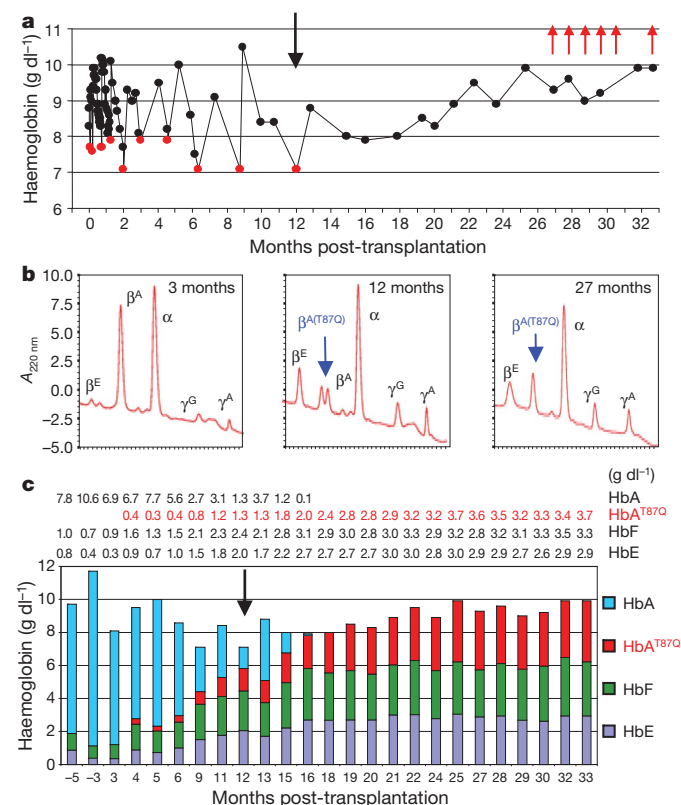 a
11
10
9
8
7
6
Haemoglobin (g dl⁻¹)
0 2 4 6 8 10 12 14 16 18 20 22 24 26 28 30 32
Months post-transplantation
b
10.0
7.5
5.0
2.5
0.0
−2.5
−5.0
A220 nm
3 months
βᴱ
βᴬ
α
γᴳ
γᴬ
12 months
β^A(T87Q)
βᴱ
βᴬ
α
γᴳ
γᴬ
27 months
β^A(T87Q)
βᴱ
α
γᴳ
γᴬ
c
(g dl⁻¹)
7.8 10.6 6.9 6.7 7.7 5.6 2.7 3.1 1.3 3.7 1.2 0.1 HbA
0.4 0.3 0.4 0.8 1.2 1.3 1.3 1.8 2.0 2.4 2.8 2.8 2.9 3.2 3.2 3.7 3.6 3.5 3.2 3.3 3.4 3.7 HbA^T87Q
1.0 0.7 0.9 1.6 1.3 1.5 2.1 2.3 2.4 2.1 2.8 3.1 2.9 3.0 2.8 3.0 3.3 2.9 3.2 2.8 3.2 3.1 3.3 3.5 3.3 HbF
0.8 0.4 0.3 0.9 0.7 1.0 1.5 1.8 2.0 1.7 2.2 2.7 2.7 2.7 2.7 3.0 3.0 2.8 3.0 2.9 2.9 2.7 2.6 2.9 2.9 HbE
12
10
8
6
4
2
0
Haemoglobin (g dl⁻¹)
HbA
HbA^T87Q
HbF
HbE
−5 −3 3 4 5 6 9 11 12 13 15 16 18 19 20 21 22 24 25 27 28 29 30 32 33
Months post-transplantation